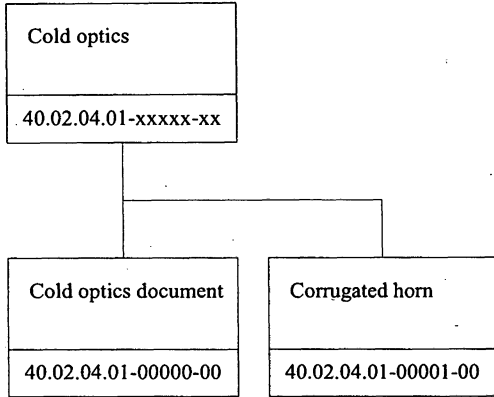 Cold optics
40.02.04.01-xxxxx-xx
Cold optics document
40.02.04.01-00000-00
Corrugated horn
40.02.04.01-00001-00